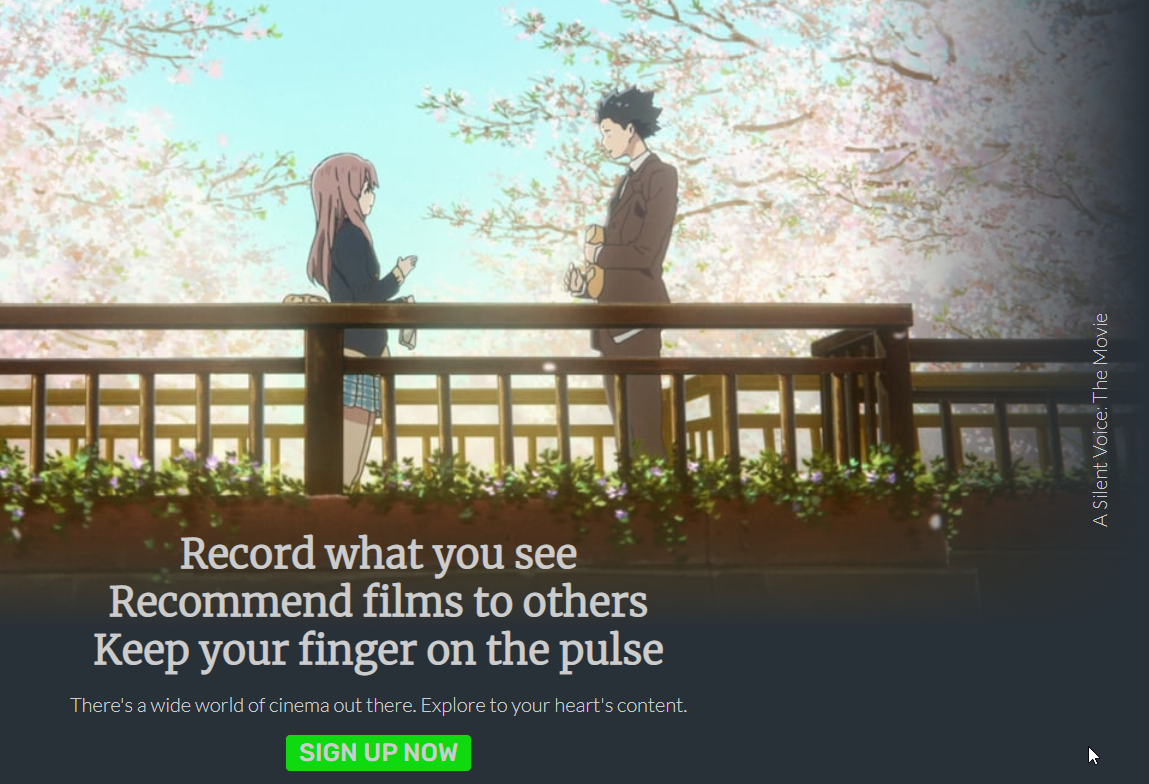 A Silent Voice: The Movie
Record what you see
Recommend films to others
Keep your finger on the pulse
There's a wide world of cinema out there. Explore to your heart's content.
SIGN UP NOW